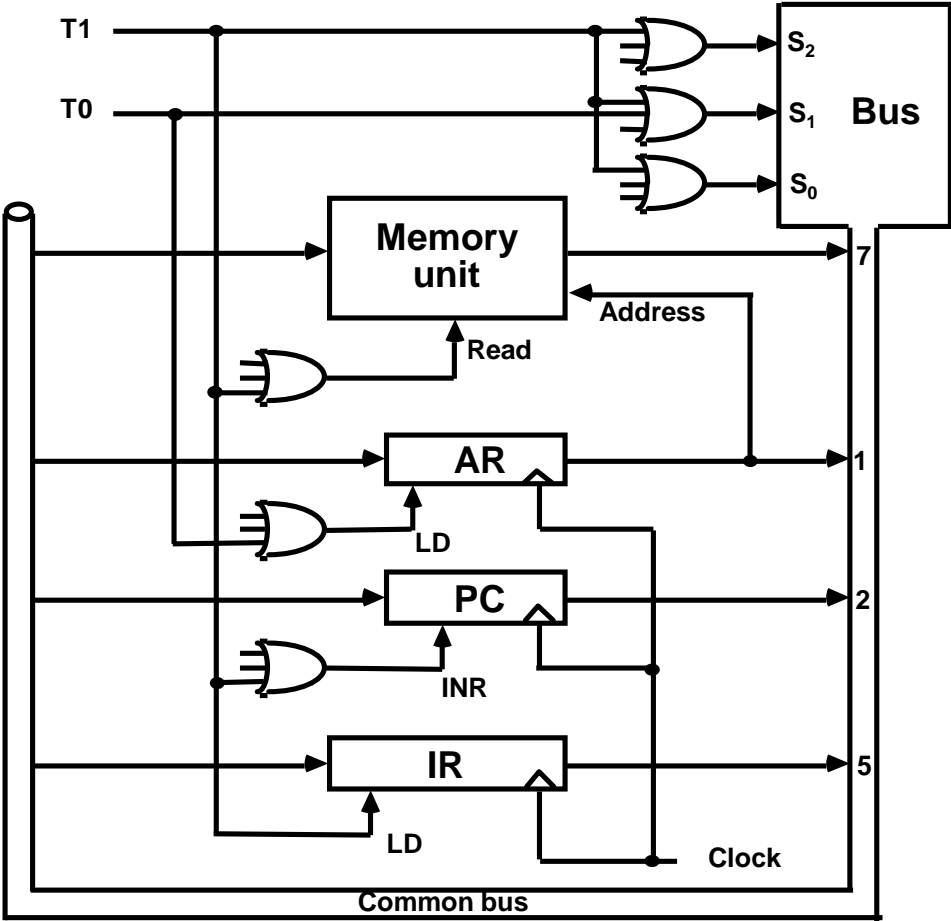 T1
S2
T0
S1
Bus
S0
Memory
unit
7
Address
Read
AR
1
LD
PC
2
INR
IR
5
LD
Clock
Common bus